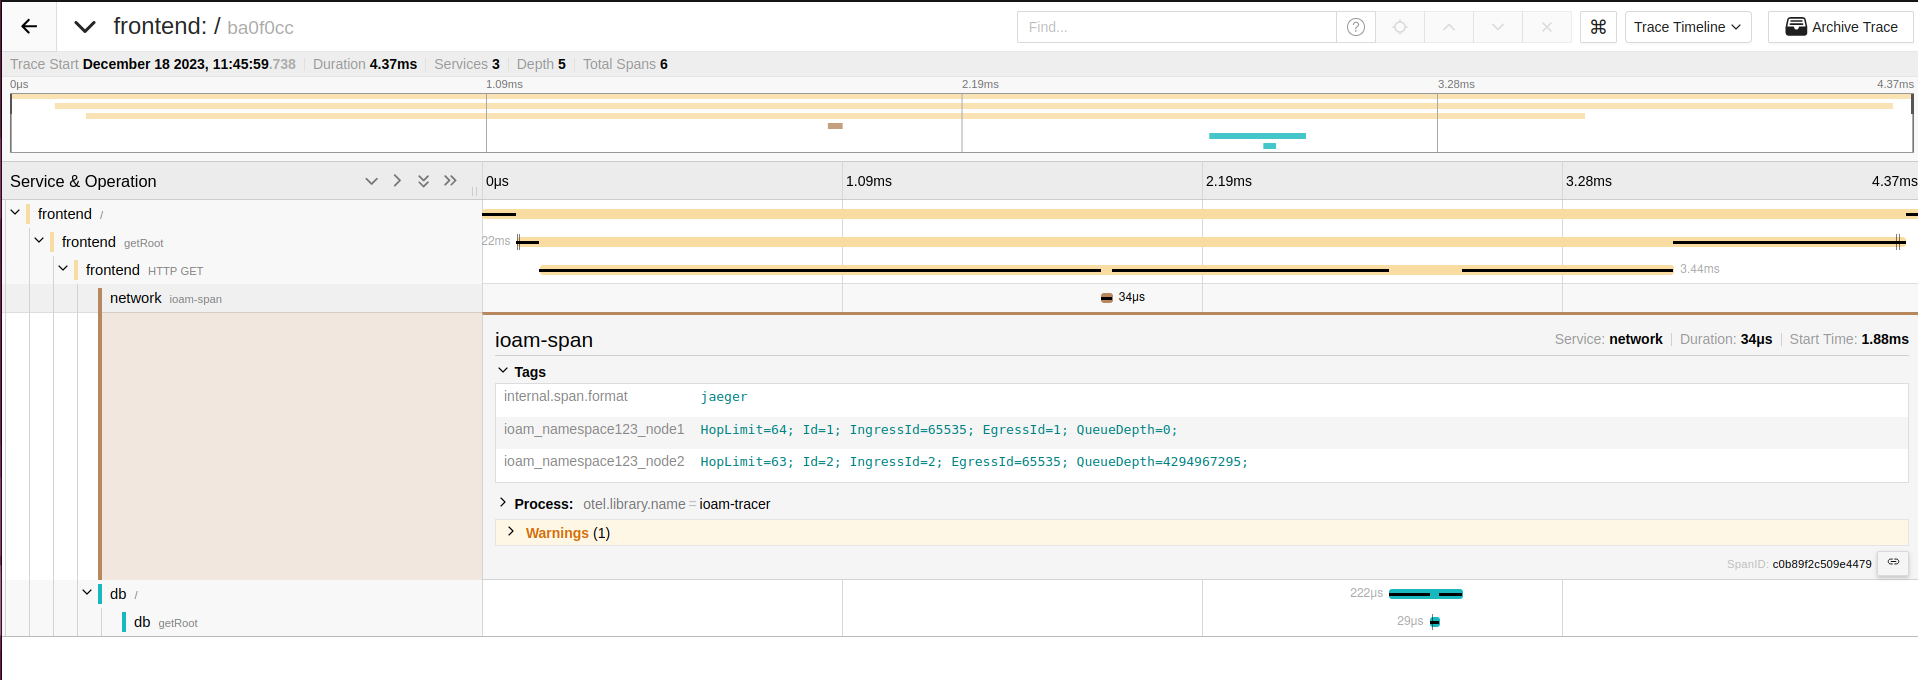 frontend: / ba0f0cc
Find...
?
⌘
Trace Timeline
Archive Trace
Trace Start December 18 2023, 11:45:59.738 Duration 4.37ms Services 3 Depth 5 Total Spans 6
0μs 1.09ms 2.19ms 3.28ms 4.37ms
Service & Operation 0μs 1.09ms 2.19ms 3.28ms 4.37ms
frontend /
frontend getRoot 22ms
frontend HTTP GET 3.44ms
network ioam-span 34μs
ioam-span Service: network Duration: 34μs Start Time: 1.88ms
Tags
internal.span.format jaeger
ioam_namespace123_node1 HopLimit=64; Id=1; IngressId=65535; EgressId=1; QueueDepth=0;
ioam_namespace123_node2 HopLimit=63; Id=2; IngressId=2; EgressId=65535; QueueDepth=4294967295;
Process: otel.library.name = ioam-tracer
Warnings (1)
SpanID: c0b89f2c509e4479
db / 222μs
db getRoot 29μs